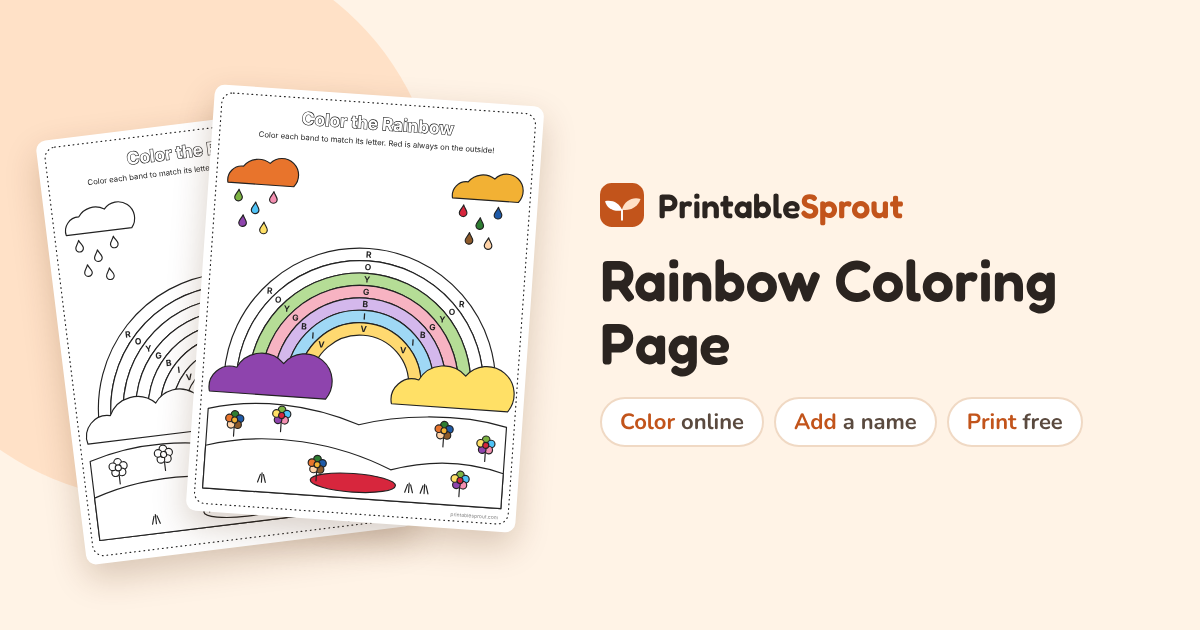 Color the Rainbow
Color each band to match its letter. Red is always on the outside!
R
O
Y
G
B
I
V
R
O
Y
G
B
I
V
R
O
Y
G
B
I
V
printablesprout.com
Color the R
Color each band to match its lette
R
O
Y
G
B
I
V
PrintableSprout
Rainbow Coloring
Page
Color online
Add a name
Print free